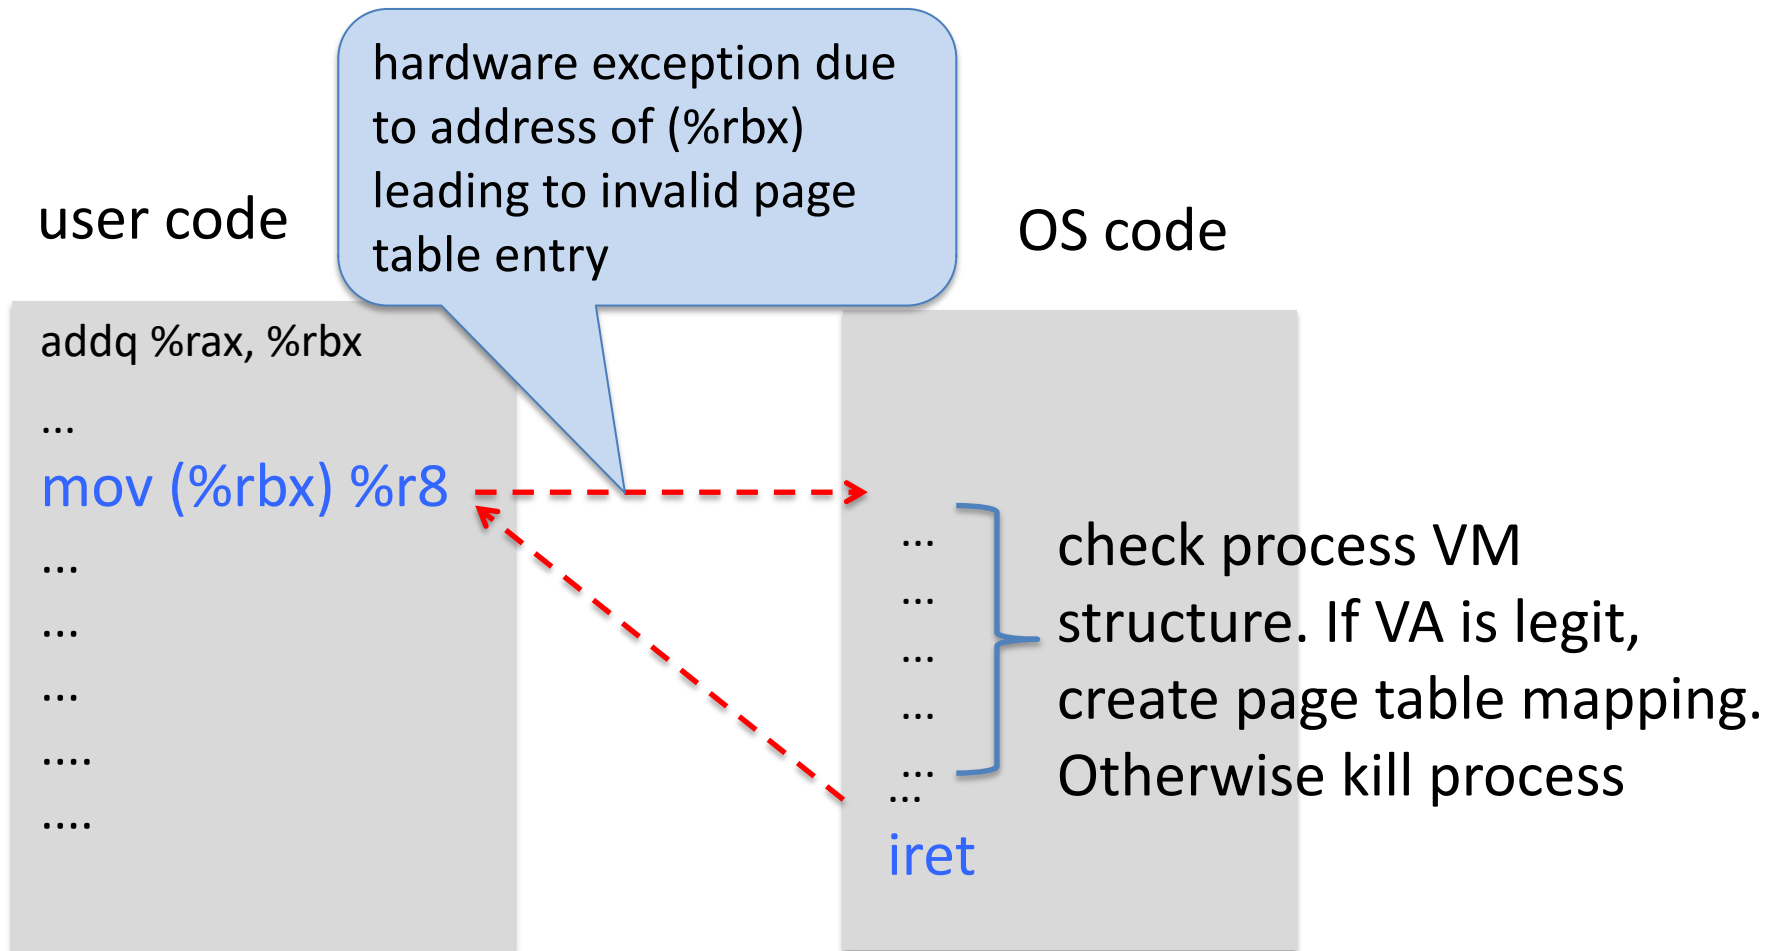 hardware exception due
to address of (%rbx)
leading to invalid page
table entry
user code
OS code
addq %rax, %rbx
...
mov (%rbx) %r8
...
...
...
....
....
...
...
...
...
...
...
iret
check process VM
structure. If VA is legit,
create page table mapping.
Otherwise kill process